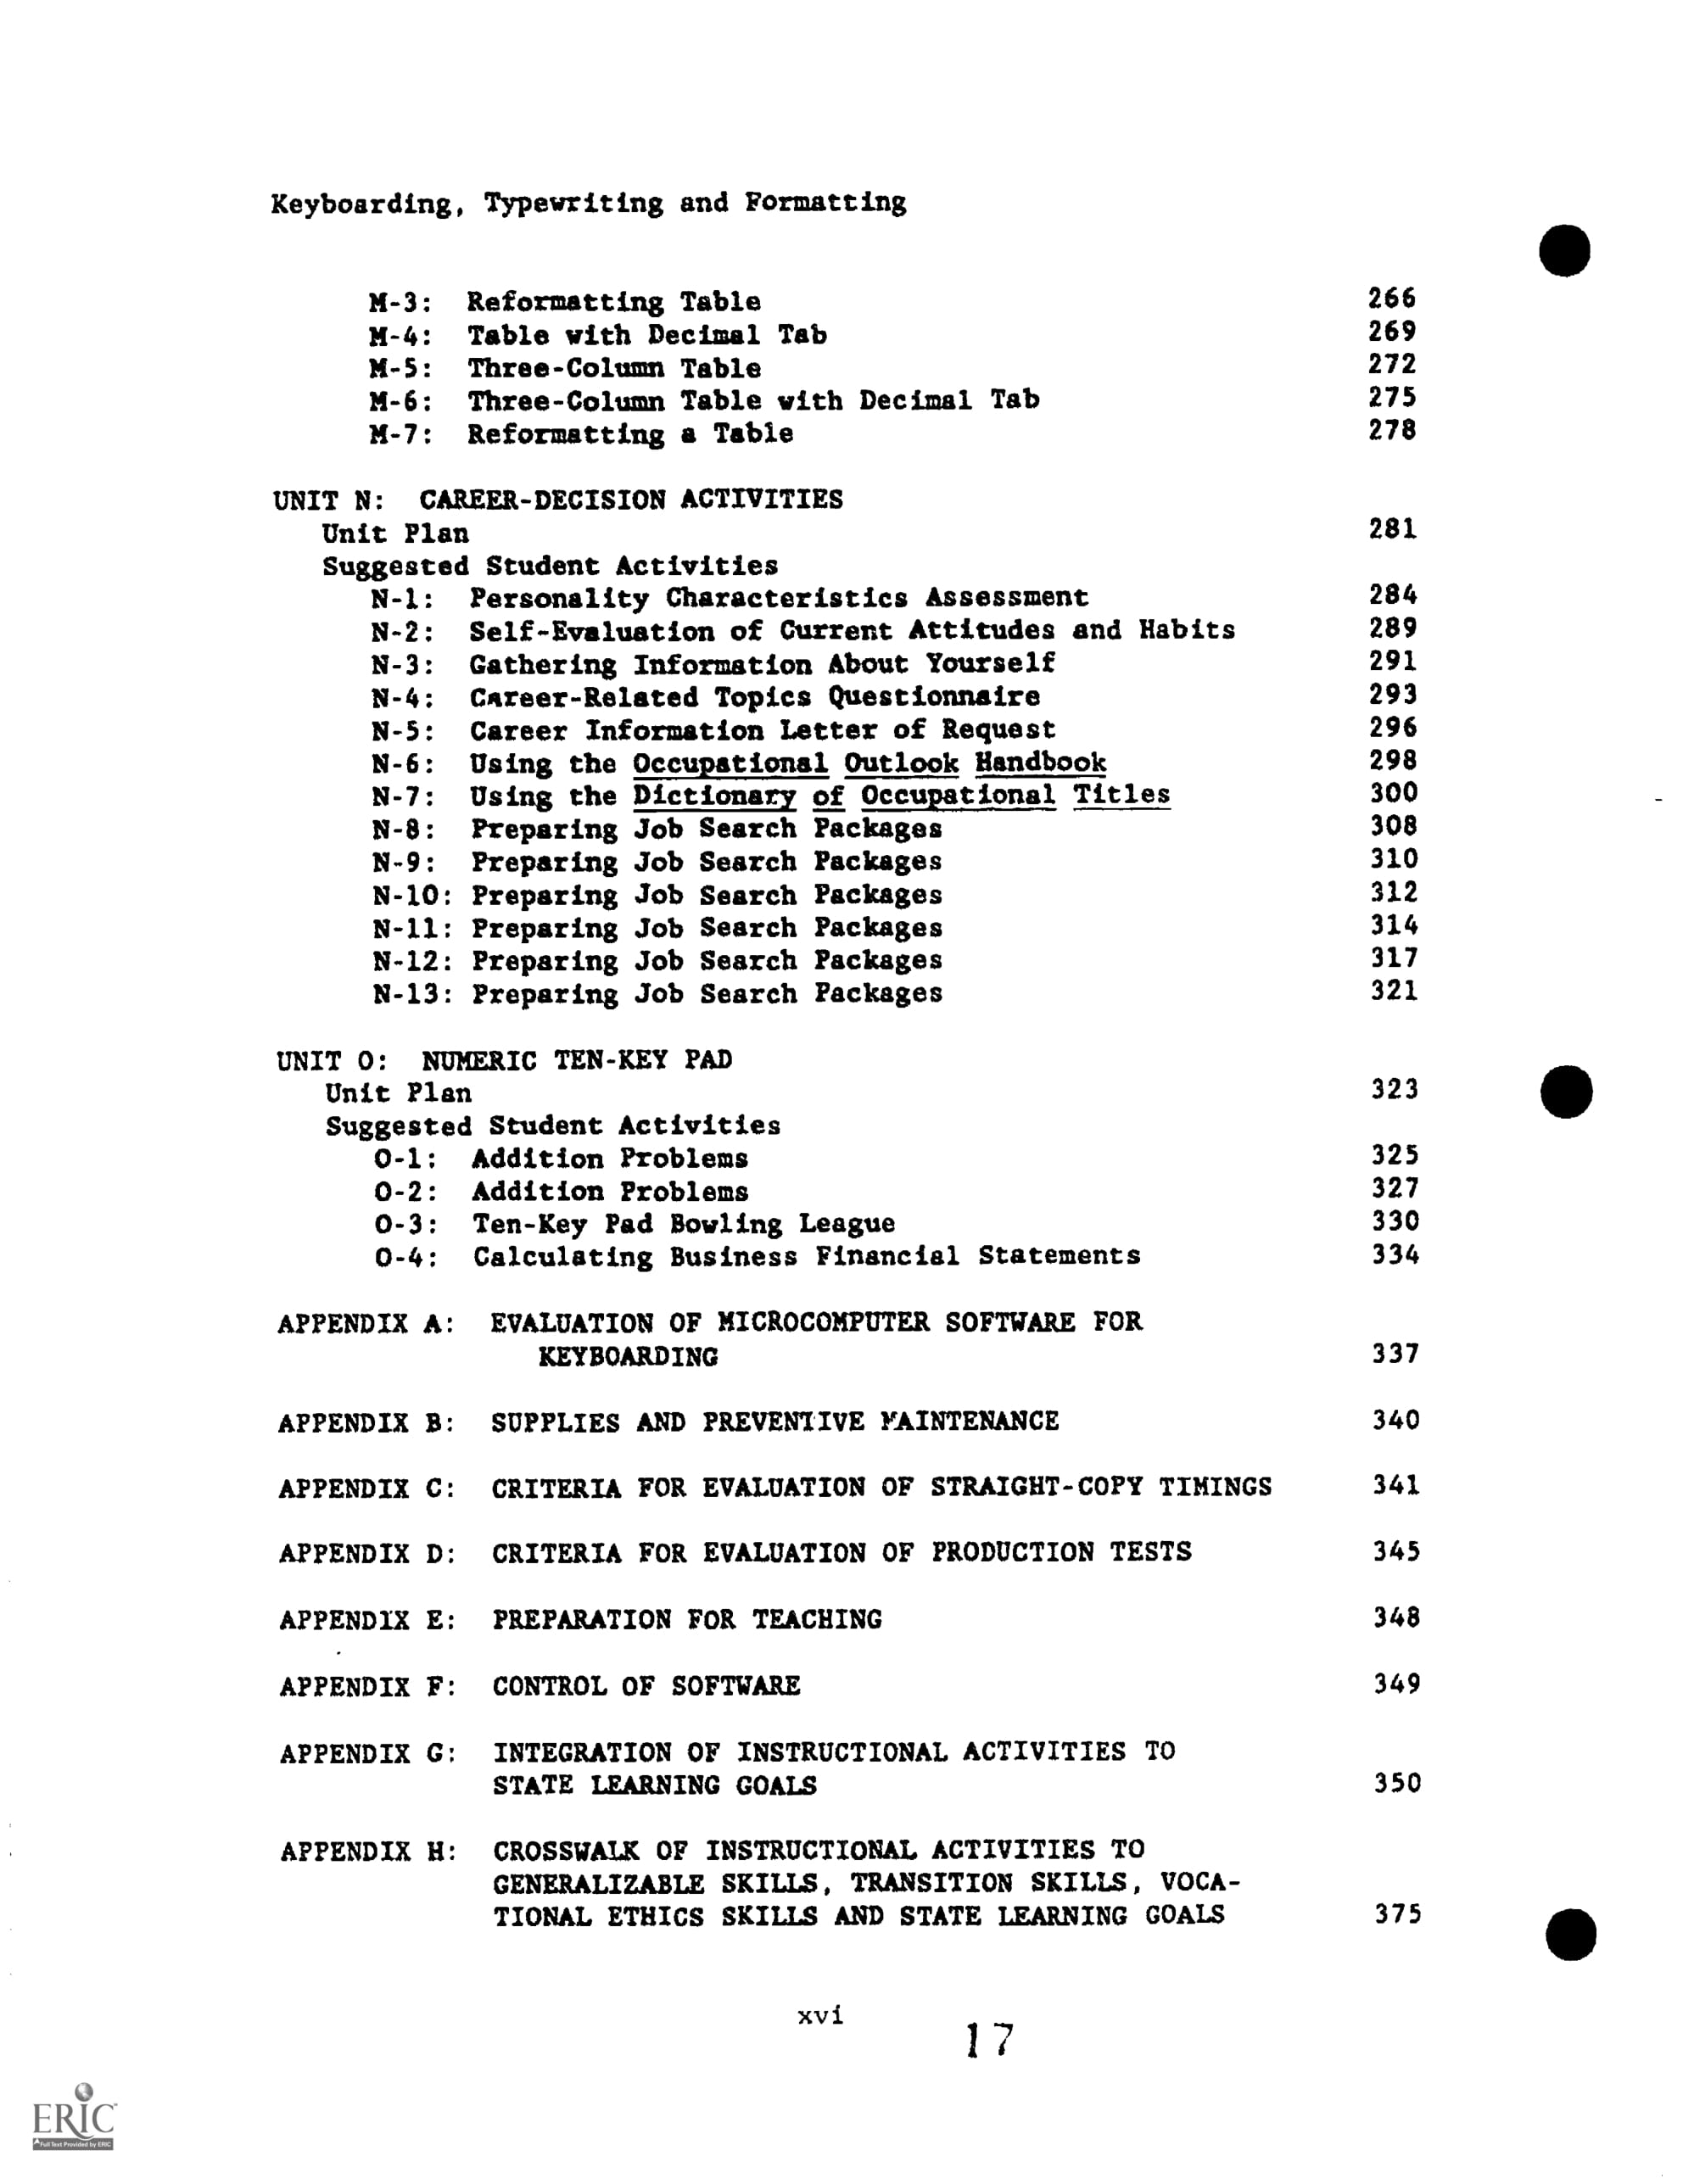 Keyboarding, Typewriting and Formatting
M-3: Reformatting Table 266
M-4: Table with Decimal Tab 269
M-5: Three-Column Table 272
M-6: Three-Column Table with Decimal Tab 275
M-7: Reformatting a Table 278
UNIT N: CAREER-DECISION ACTIVITIES
Unit Plan 281
Suggested Student Activities
N-1: Personality Characteristics Assessment 284
N-2: Self-Evaluation of Current Attitudes and Habits 289
N-3: Gathering Information About Yourself 291
N-4: Career-Related Topics Questionnaire 293
N-5: Career Information Letter of Request 296
N-6: Using the Occupational Outlook Handbook 298
N-7: Using the Dictionary of Occupational Titles 300
N-8: Preparing Job Search Packages 308
N-9: Preparing Job Search Packages 310
N-10: Preparing Job Search Packages 312
N-11: Preparing Job Search Packages 314
N-12: Preparing Job Search Packages 317
N-13: Preparing Job Search Packages 321
UNIT O: NUMERIC TEN-KEY PAD
Unit Plan 323
Suggested Student Activities
O-1: Addition Problems 325
O-2: Addition Problems 327
O-3: Ten-Key Pad Bowling League 330
O-4: Calculating Business Financial Statements 334
APPENDIX A: EVALUATION OF MICROCOMPUTER SOFTWARE FOR
KEYBOARDING 337
APPENDIX B: SUPPLIES AND PREVENTIVE MAINTENANCE 340
APPENDIX C: CRITERIA FOR EVALUATION OF STRAIGHT-COPY TIMINGS 341
APPENDIX D: CRITERIA FOR EVALUATION OF PRODUCTION TESTS 345
APPENDIX E: PREPARATION FOR TEACHING 348
APPENDIX F: CONTROL OF SOFTWARE 349
APPENDIX G: INTEGRATION OF INSTRUCTIONAL ACTIVITIES TO
STATE LEARNING GOALS 350
APPENDIX H: CROSSWALK OF INSTRUCTIONAL ACTIVITIES TO
GENERALIZABLE SKILLS, TRANSITION SKILLS, VOCA-
TIONAL ETHICS SKILLS AND STATE LEARNING GOALS 375
xvi
17
ERIC
Full Text Provided by ERIC